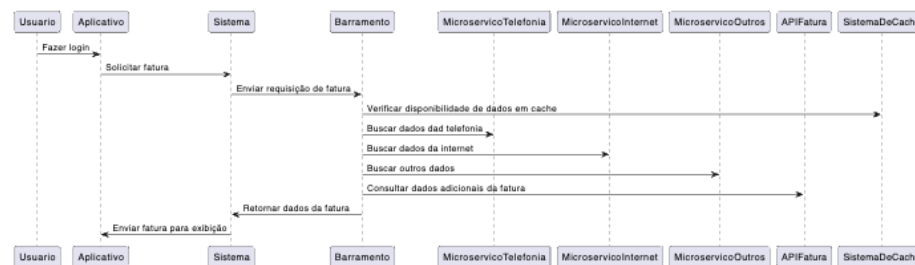 Usuario Aplicativo Sistema Barramento MicroservicoTelefonia MicroservicoInternet MicroservicoOutros APIFatura SistemaDeCach
Fazer login
Solicitar fatura
Enviar requisição de fatura
Verificar disponibilidade de dados em cache
Buscar dados dad telefonia
Buscar dados da internet
Buscar outros dados
Consultar dados adicionais da fatura
Retornar dados da fatura
Enviar fatura para exibição
Usuario Aplicativo Sistema Barramento MicroservicoTelefonia MicroservicoInternet MicroservicoOutros APIFatura SistemaDeCach